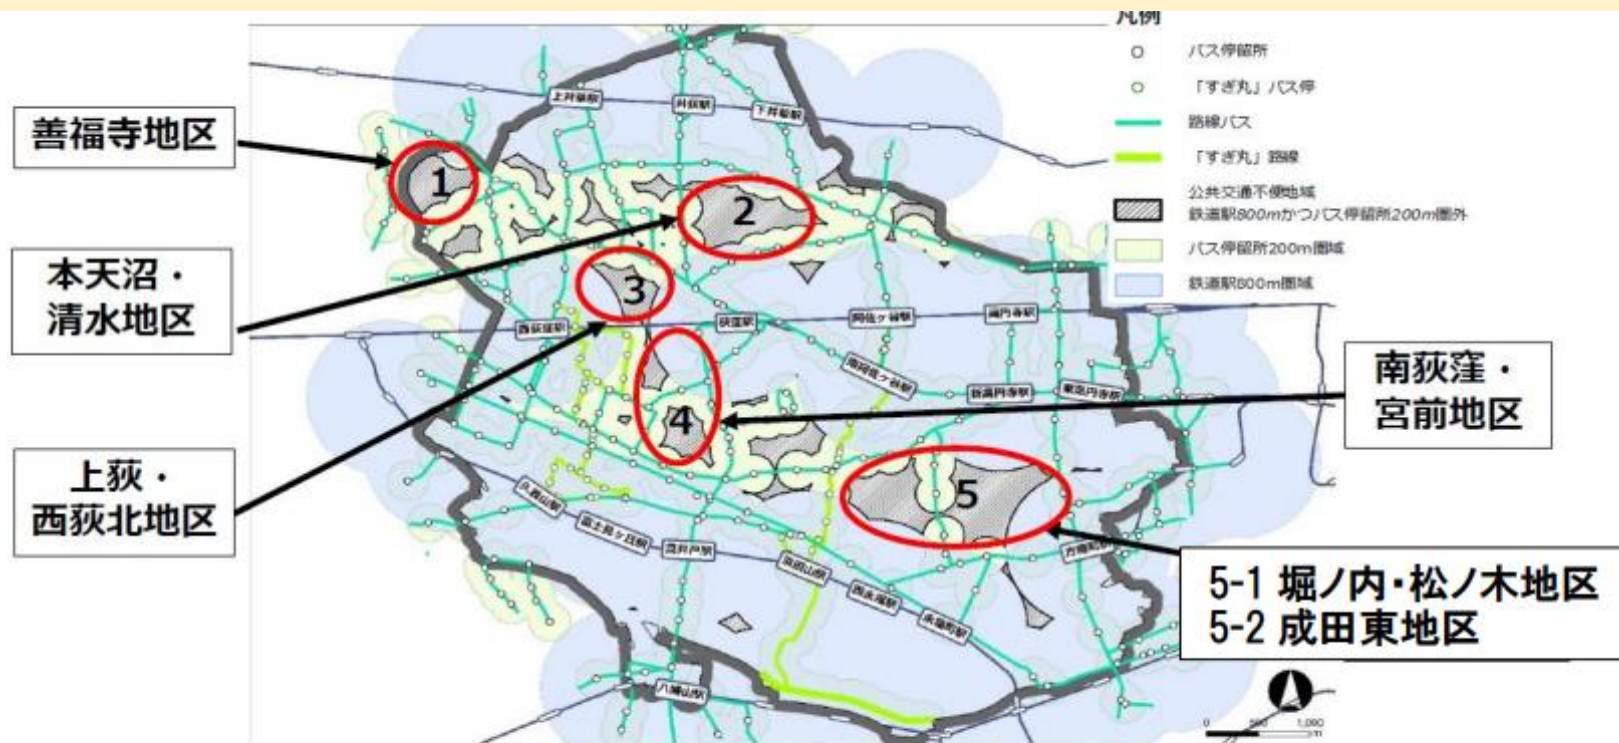 凡例
バス停留所
「すぎ丸」バス停
路線バス
「すぎ丸」路線
公共交通不便地域
鉄道駅800mかつバス停留所200m圏外
バス停留所200m圏域
鉄道駅800m圏域
善福寺地区
本天沼・
清水地区
上荻・
西荻北地区
南荻窪・
宮前地区
5-1 堀ノ内・松ノ木地区
5-2 成田東地区
1
2
3
4
5
上井草駅
井荻駅
下井草駅
西荻窪駅
荻窪駅
阿佐ヶ谷駅
高円寺駅
南阿佐ヶ谷駅
新高円寺駅
東高円寺駅
久我山駅
富士見ヶ丘駅
高井戸駅
浜田山駅
西永福駅
永福町駅
方南町駅
八幡山駅
0
500
1,000